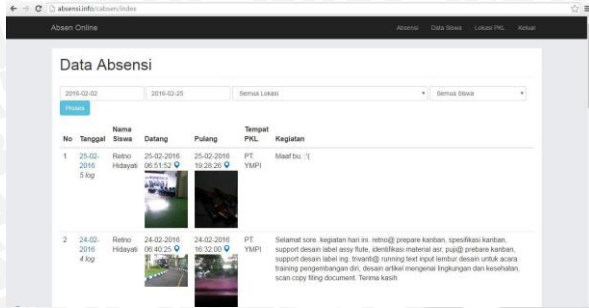 absensi.info/cabsen/index
Absen Online
Absensi Data Siswa Lokasi PKL Keluar
Data Absensi
2016-02-02 2016-02-25 Semua Lokasi Semua Siswa
Proses
No Tanggal Nama Siswa Datang Pulang Tempat PKL Kegiatan
1 25-02-2016 Retno Hidayati 25-02-2016 25-02-2016 PT. YMPI Maaf bu. :'(
5 log 06:51:52 19:28:26
2 24-02-2016 Retno Hidayati 24-02-2016 24-02-2016 PT. YMPI Selamat sore. kegiatan hari ini. retno@ prepare kanban, spesifikasi kanban,
4 log 06:40:25 16:32:00 support desain label assy flute, identifikasi material asr, puji@ prebare kanban,
support desain label ing. trivanti@ running text input lembur desain untuk acara
training pengembangan diri, desain artikel mengenai lingkungan dan kesehatan,
scan copy filing document. Terima kasih